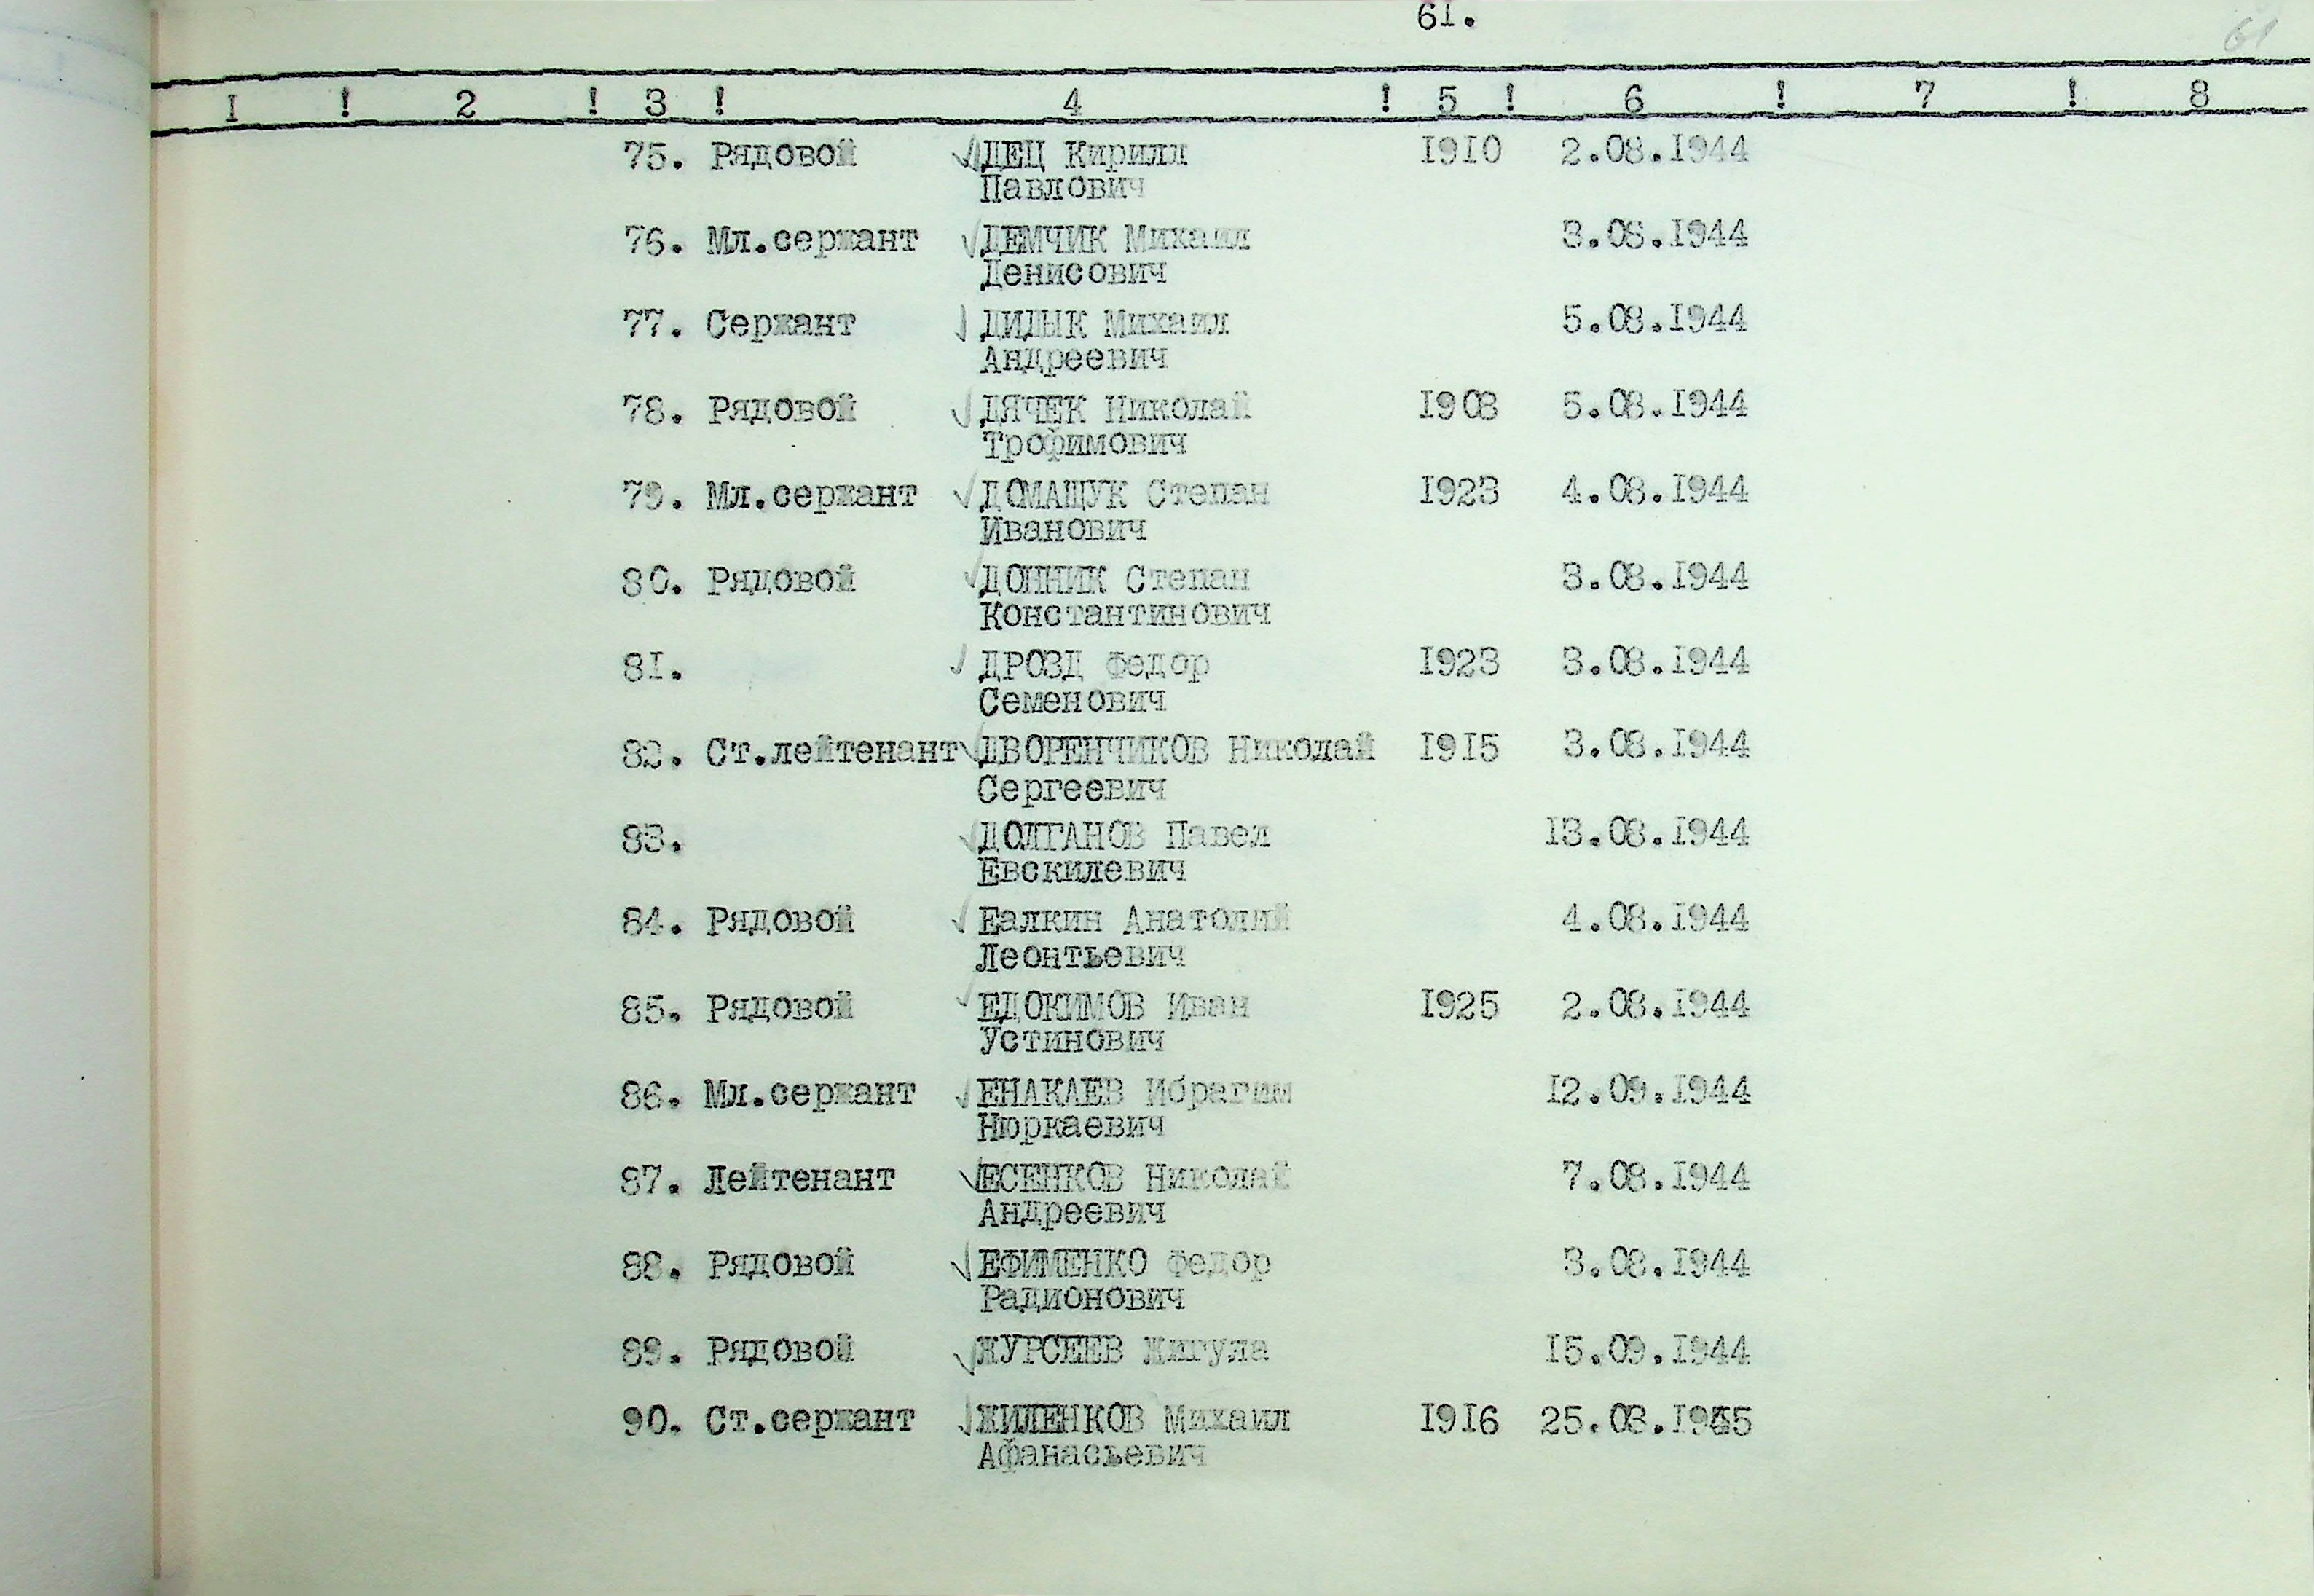 61.
61
I ! 2 ! 3 ! 4 ! 5 ! 6 ! 7 ! 8
75. Рядовой ДЕЦ Кирилл 1910 2.08.1944
Павлович
76. Мл.сержант ДЕМЧИК Михаил 3.08.1944
Денисович
77. Сержант ДИДЫК Михаил 5.08.1944
Андреевич
78. Рядовой ДЯЧЕК Николай 1908 5.08.1944
Трофимович
79. Мл.сержант ДОМАЩУК Степан 1923 4.08.1944
Иванович
80. Рядовой ДОННИК Степан 3.08.1944
Константинович
81. ДРОЗД Федор 1923 3.08.1944
Семенович
82. Ст.лейтенант ДВОРЕНЧИКОВ Николай 1915 3.08.1944
Сергеевич
83. ДОЛГАНОВ Павел 13.08.1944
Евскилевич
84. Рядовой Еалкин Анатолий 4.08.1944
Леонтьевич
85. Рядовой ЕДОКИМОВ Иван 1925 2.08.1944
Устинович
86. Мл.сержант ЕНАКАЕВ Ибрагим 12.09.1944
Нюркаевич
87. Лейтенант ЕСЕНКОВ Николай 7.08.1944
Андреевич
88. Рядовой ЕФИМЕНКО Федор 3.08.1944
Радионович
89. Рядовой ЖУРСЕЕВ Жигула 15.09.1944
90. Ст.сержант ЖИЛЕНКОВ Михаил 1916 25.03.1945
Афанасьевич